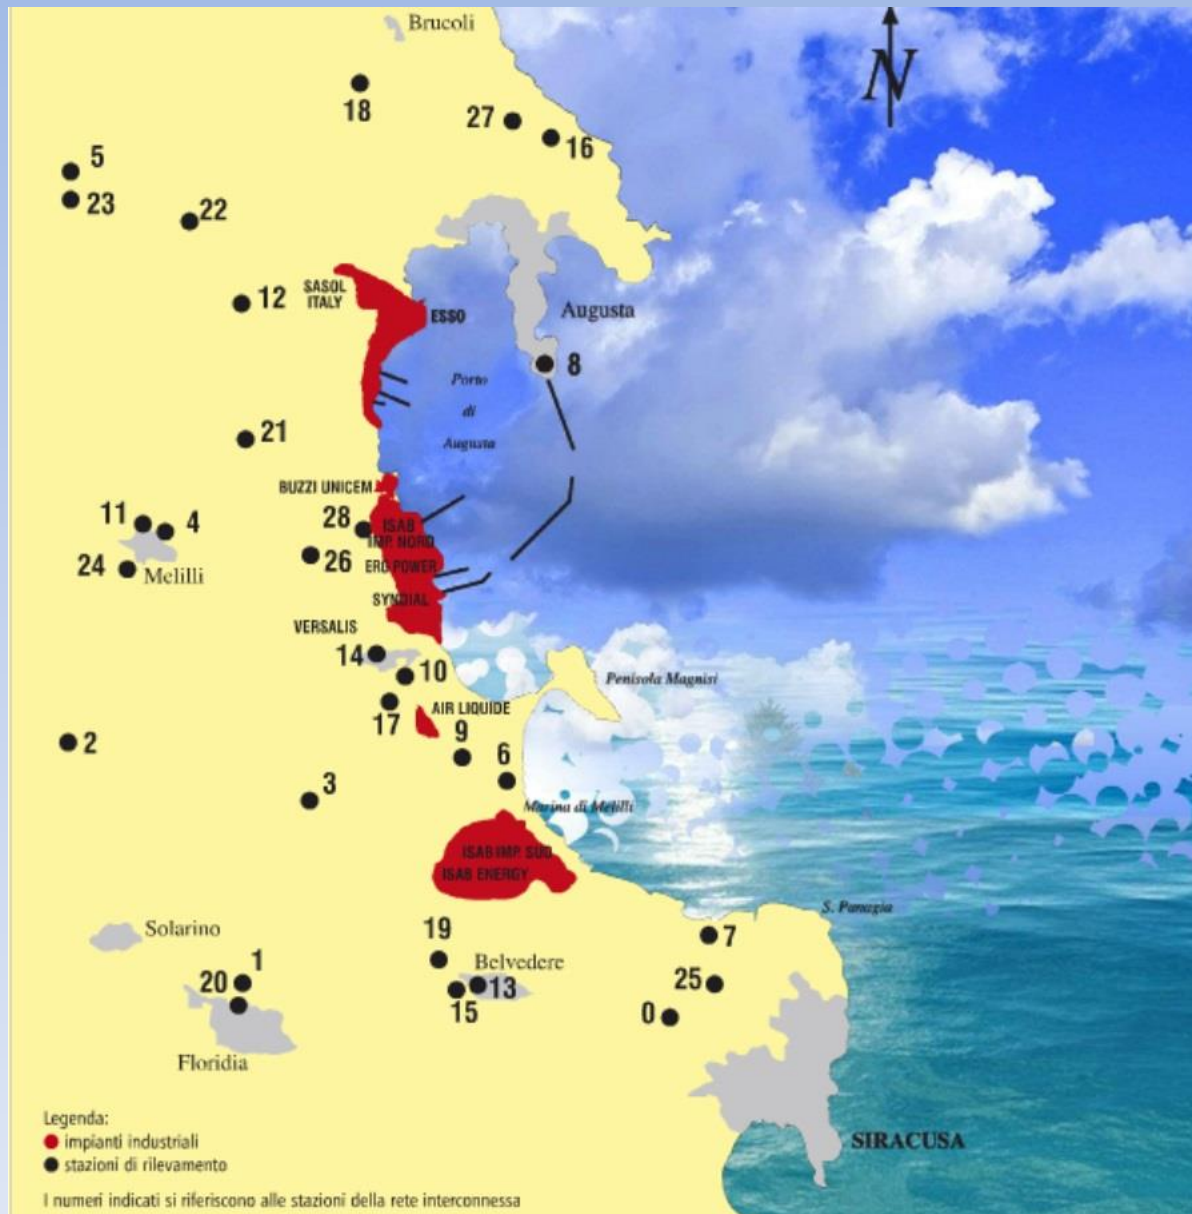 Brucoli
N
18
27
16
5
23
22
SASOL
ITALY
12
ESSO
Augusta
8
Porto
di
Augusta
21
BUZZI UNICEM
11
4
28
ISAB
IMP. NORD
24
Melilli
26
ERG POWER
SYNDIAL
VERSALIS
14
10
Penisola Magnisi
17
AIR LIQUIDE
2
9
6
3
Marina di Melilli
ISAB IMP. SUD
ISAB ENERGY
S. Panagia
Solarino
19
7
1
Belvedere
20
13
25
15
0
Floridia
Legenda:
impianti industriali
SIRACUSA
stazioni di rilevamento
I numeri indicati si riferiscono alle stazioni della rete interconnessa